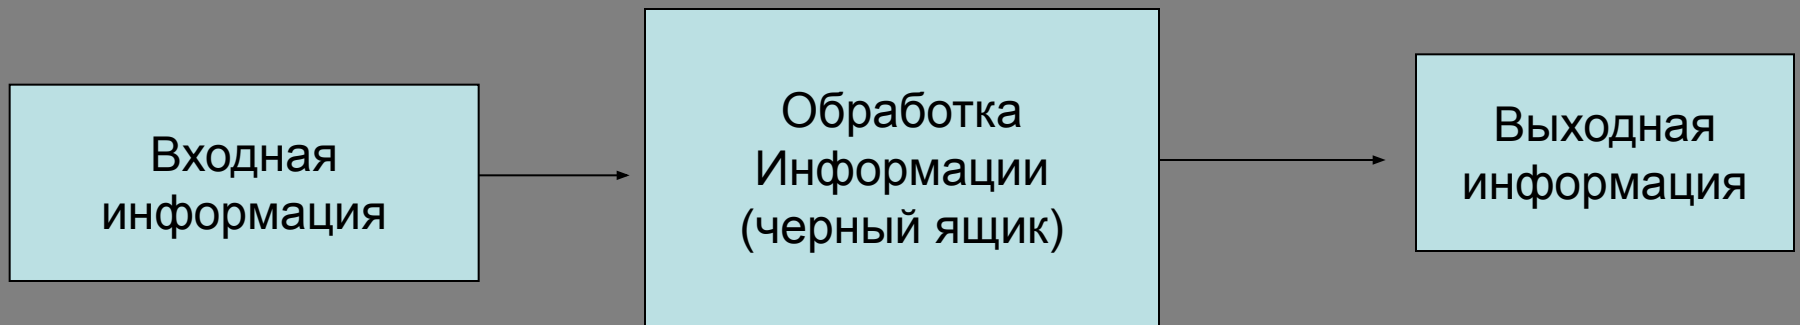 Входная
информация
Обработка
Информации
(черный ящик)
Выходная
информация